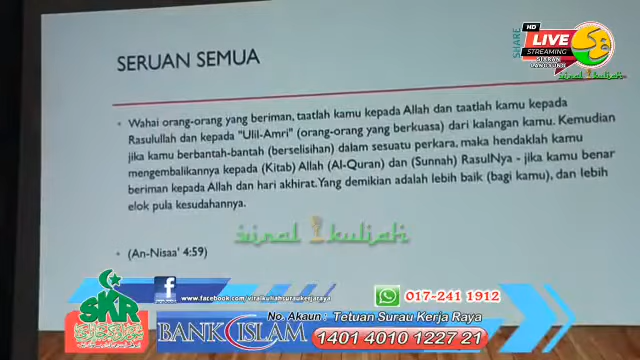 SERUAN SEMUA
SHARE
HD
LIVE
STREAMING
SIARAN
LANGSUNG
viral kuliah
• Wahai orang-orang yang beriman, taatlah kamu kepada Allah dan taatlah kamu kepada
Rasulullah dan kepada "Ulil-Amri" (orang-orang yang berkuasa) dari kalangan kamu. Kemudian
jika kamu berbantah-bantah (berselisihan) dalam sesuatu perkara, maka hendaklah kamu
mengembalikannya kepada (Kitab) Allah (Al-Quran) dan (Sunnah) RasulNya - jika kamu benar
beriman kepada Allah dan hari akhirat. Yang demikian adalah lebih baik (bagi kamu), dan lebih
elok pula kesudahannya.
viral kuliah
• (An-Nisaa' 4:59)
SKR
f
www.facebook.com/viralkuliahsuraukerjaraya
017-241 1912
No. Akaun : Tetuan Surau Kerja Raya
BANK ISLAM
1401 4010 1227 21